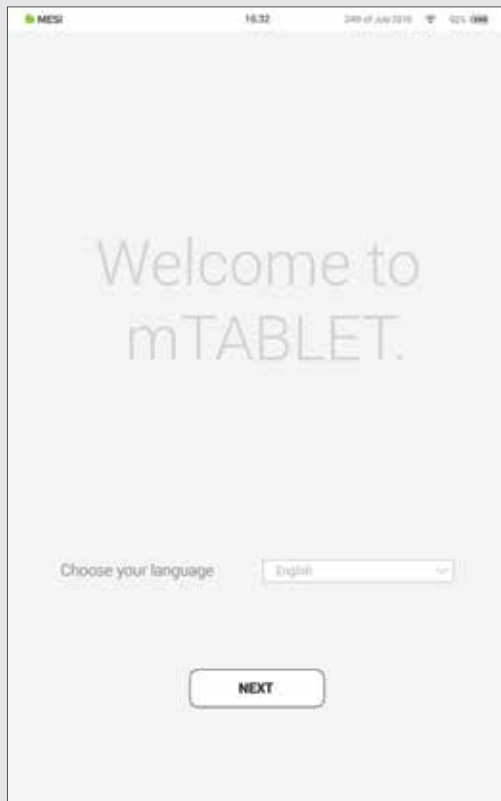 MESI 16:32
Welcome to
mTABLET.
Choose your language English
NEXT